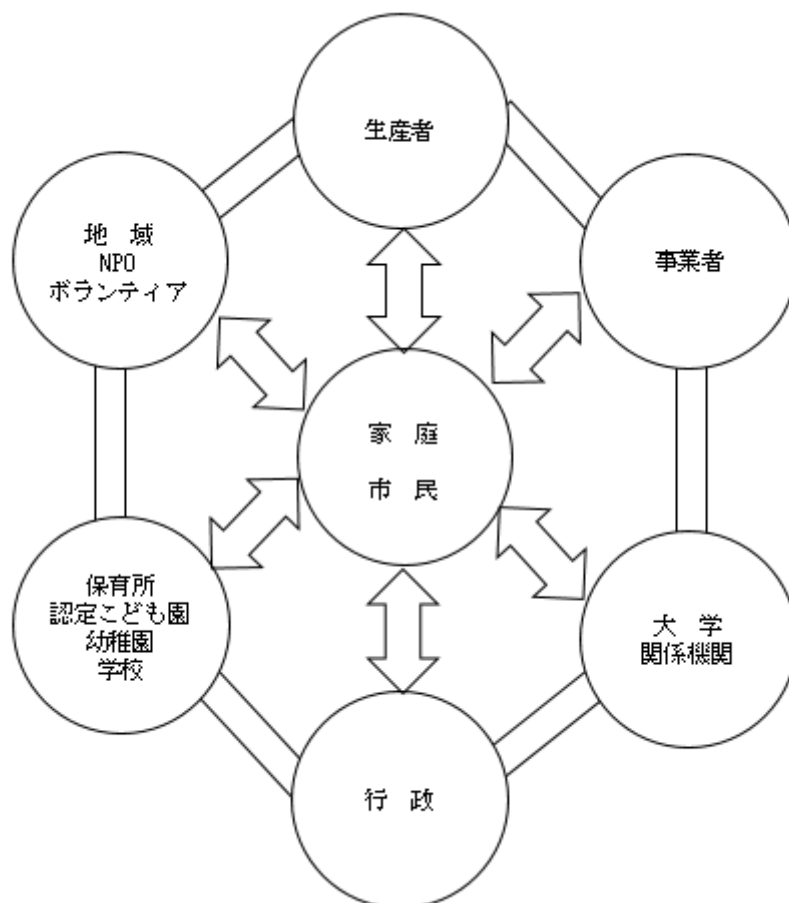 生産者
地　域
NPO
ボランティア
事業者
家　庭
市　民
保育所
認定こども園
幼稚園
学校
大　学
関係機関
行　政